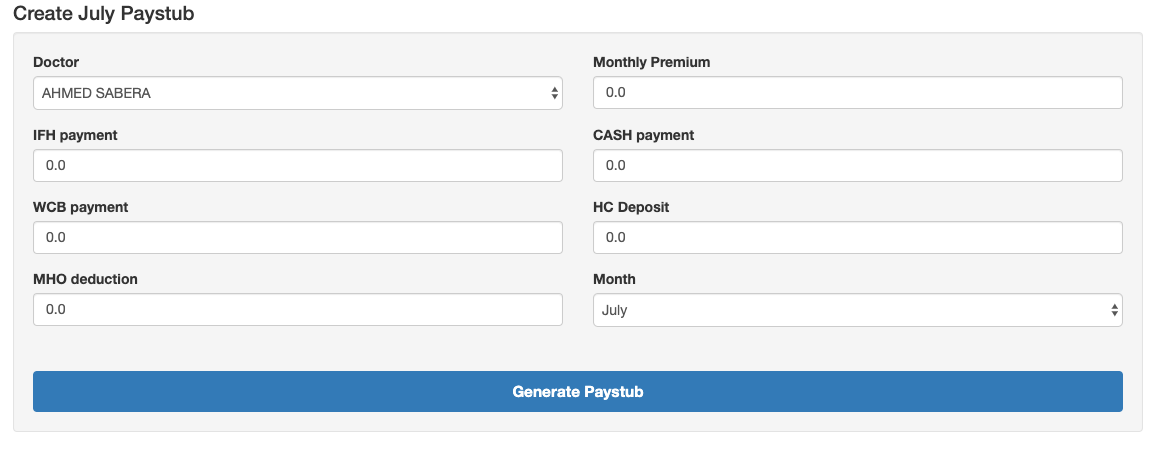 Create July Paystub
Doctor
Monthly Premium
AHMED SABERA
0.0
IFH payment
CASH payment
0.0
0.0
WCB payment
HC Deposit
0.0
0.0
MHO deduction
Month
0.0
July
Generate Paystub